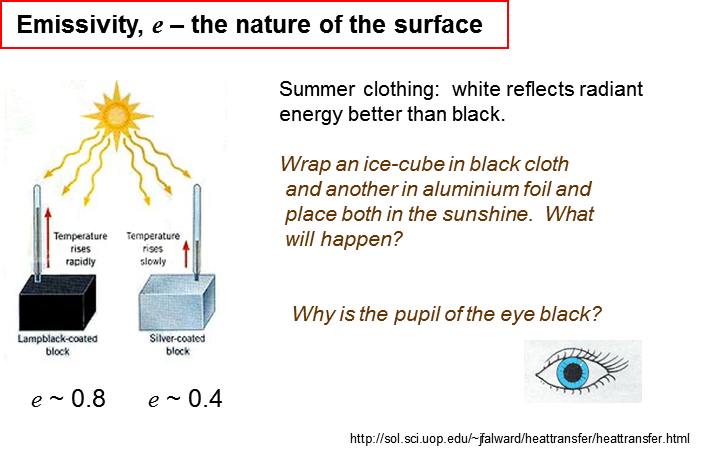 Emissivity, e – the nature of the surface
Summer clothing: white reflects radiant
energy better than black.
Wrap an ice-cube in black cloth
and another in aluminium foil and
place both in the sunshine. What
will happen?
Why is the pupil of the eye black?
Temperature
rises
rapidly
Temperature
rises
slowly
Lampblack-coated
block
Silver-coated
block
e ~ 0.8
e ~ 0.4
http://sol.sci.uop.edu/~jfalward/heattransfer/heattransfer.html